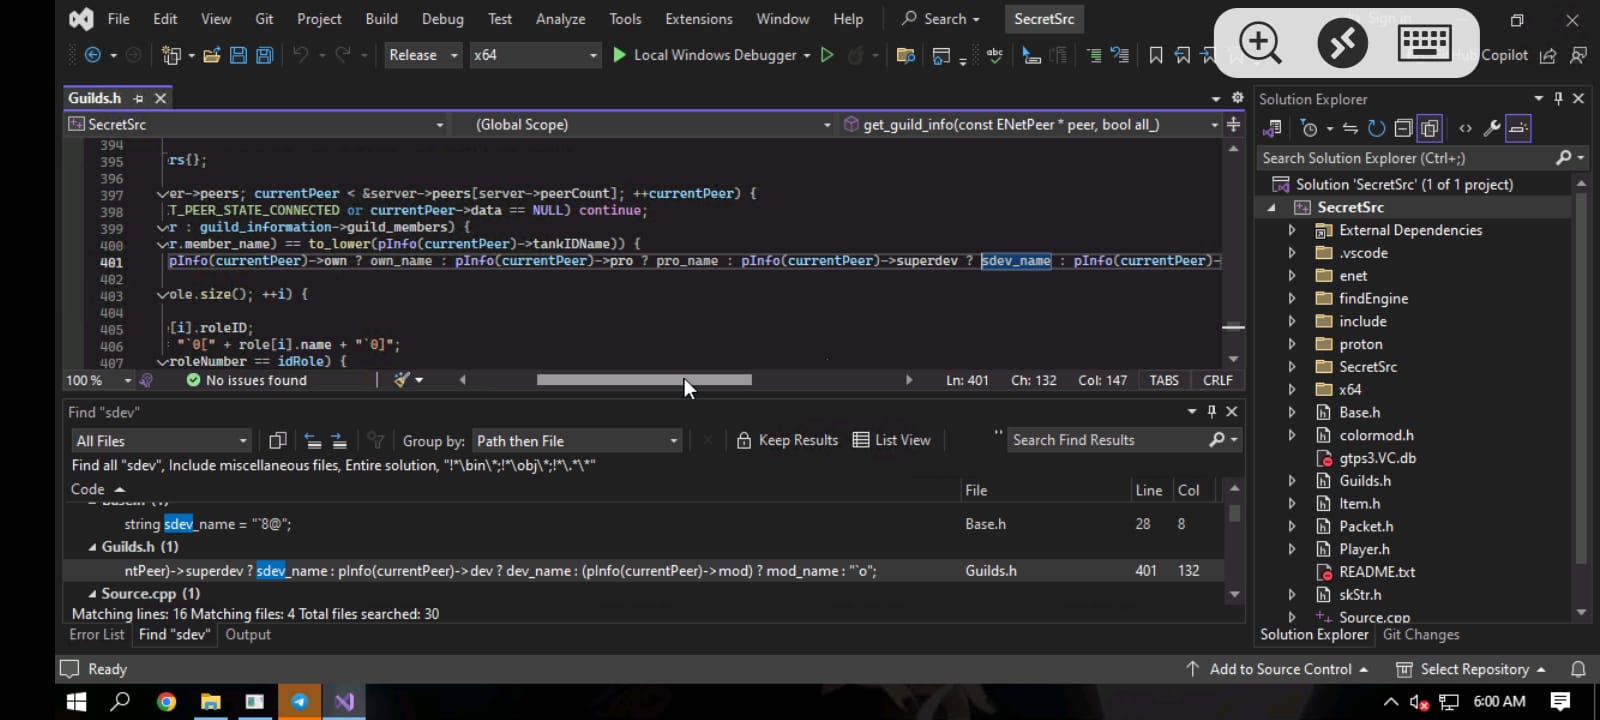 File Edit View Git Project Build Debug Test Analyze Tools Extensions Window Help Search SecretSrc
Release x64 Local Windows Debugger Copilot
Guilds.h
SecretSrc (Global Scope) get_guild_info(const ENetPeer * peer, bool all_)
394
395 rs{};
396
397 er->peers; currentPeer < &server->peers[server->peerCount]; ++currentPeer) {
398 T_PEER_STATE_CONNECTED or currentPeer->data == NULL) continue;
399 r : guild_information->guild_members) {
400 r.member_name) == to_lower(pInfo(currentPeer)->tankIDName)) {
401 pInfo(currentPeer)->own ? own_name : pInfo(currentPeer)->pro ? pro_name : pInfo(currentPeer)->superdev ? sdev_name : pInfo(currentPeer)-
402
403 ole.size(); ++i) {
404
405 [i].roleID;
406 "`0[" + role[i].name + "`0]";
407 roleNumber == idRole) {
100 % No issues found Ln: 401 Ch: 132 Col: 147 TABS CRLF
Find "sdev"
All Files Group by: Path then File Keep Results List View Search Find Results
Find all "sdev", Include miscellaneous files, Entire solution, "!*\bin\*;!*\obj\*;!*\.*\*"
Code File Line Col
Base.h (1)
string sdev_name = "`8@"; Base.h 28 8
Guilds.h (1)
ntPeer)->superdev ? sdev_name : pInfo(currentPeer)->dev ? dev_name : (pInfo(currentPeer)->mod) ? mod_name : "`o"; Guilds.h 401 132
Source.cpp (1)
Matching lines: 16 Matching files: 4 Total files searched: 30
Error List Find "sdev" Output
Solution Explorer
Search Solution Explorer (Ctrl+;)
Solution 'SecretSrc' (1 of 1 project)
SecretSrc
External Dependencies
.vscode
enet
findEngine
include
proton
SecretSrc
x64
Base.h
colormod.h
gtps3.VC.db
Guilds.h
Item.h
Packet.h
Player.h
README.txt
skStr.h
Source.cpp
Solution Explorer Git Changes
Ready Add to Source Control Select Repository
6:00 AM